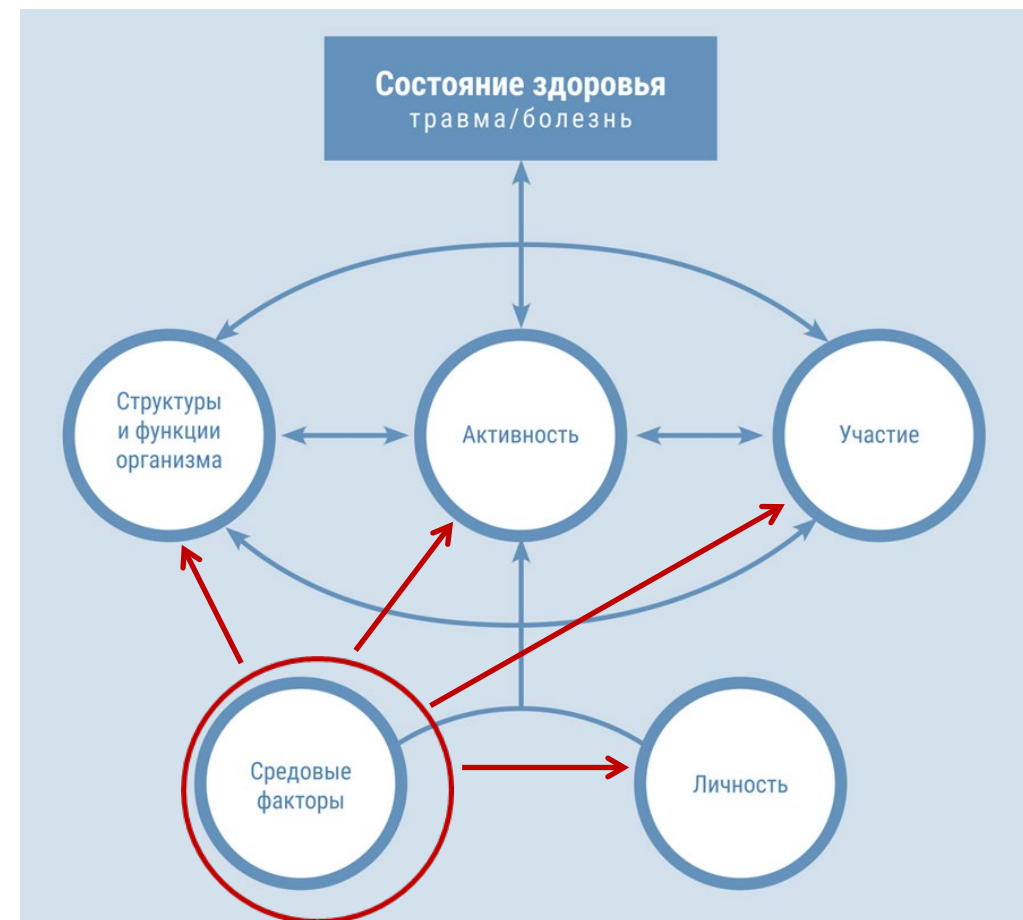 Состояние здоровья
травма/болезнь
Структуры
и функции
организма
Активность
Участие
Средовые
факторы
Личность